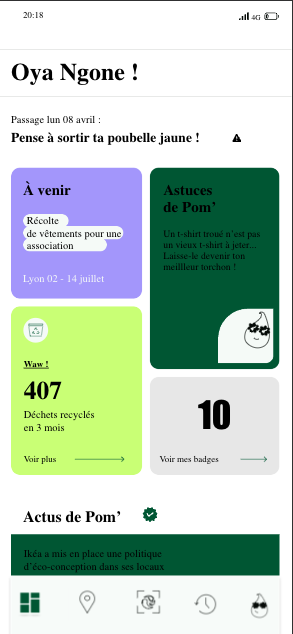 20:18
4G
Oya Ngone !
Passage lun 08 avril :
Pense à sortir ta poubelle jaune !
À venir
Récolte
de vêtements pour une
association
Lyon 02 - 14 juillet
Astuces
de Pom’
Un t-shirt troué n’est pas
un vieux t-shirt à jeter...
Laisse-le devenir ton
meilleur torchon !
Waw !
407
Déchets recyclés
en 3 mois
Voir plus
10
Voir mes badges
Actus de Pom’
Ikéa a mis en place une politique
d’éco-conception dans ses locaux